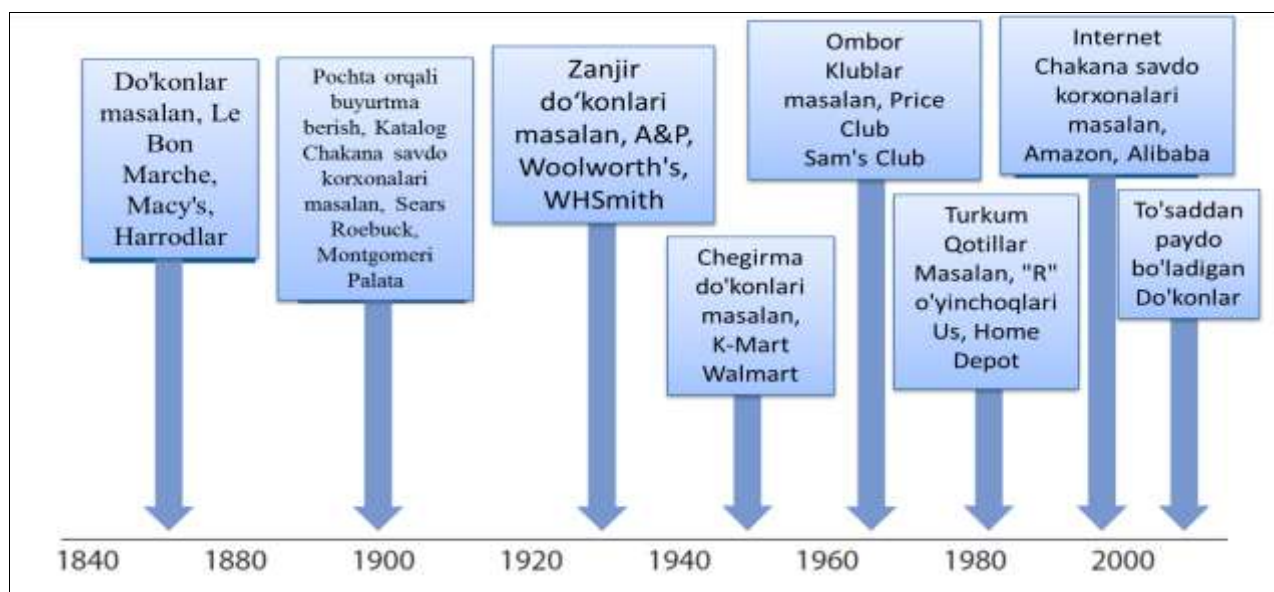 Do'konlar
masalan, Le
Bon
Marche,
Macy's,
Harrodlar
Pochta orqali
buyurtma
berish, Katalog
Chakana savdo
korxonalari
masalan, Sears
Roebuck,
Montgomeri
Palata
Zanjir
do‘konlari
masalan, A&P,
Woolworth's,
WHSmith
Chegirma
do'konlari
masalan,
K-Mart
Walmart
Ombor
Klublar
masalan, Price
Club
Sam's Club
Turkum
Qotillar
Masalan, "R"
o'yinchoqlari
Us, Home
Depot
Internet
Chakana savdo
korxonalari
masalan,
Amazon, Alibaba
To'saddan
paydo
bo'ladigan
Do'konlar
1840 1880 1900 1920 1940 1960 1980 2000